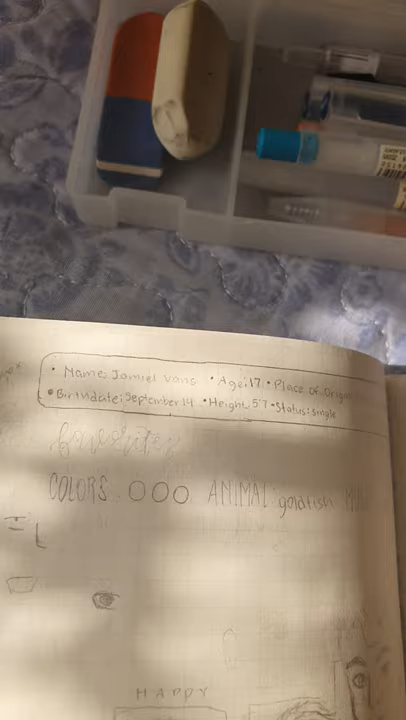 • Name: Jamiel Vans • Age: 17 • Place of Origin
• Birthdate: September 14 • Height: 5'7 • Status: single
favorites
COLORS OOO ANIMAL: goldfish
HAPPY